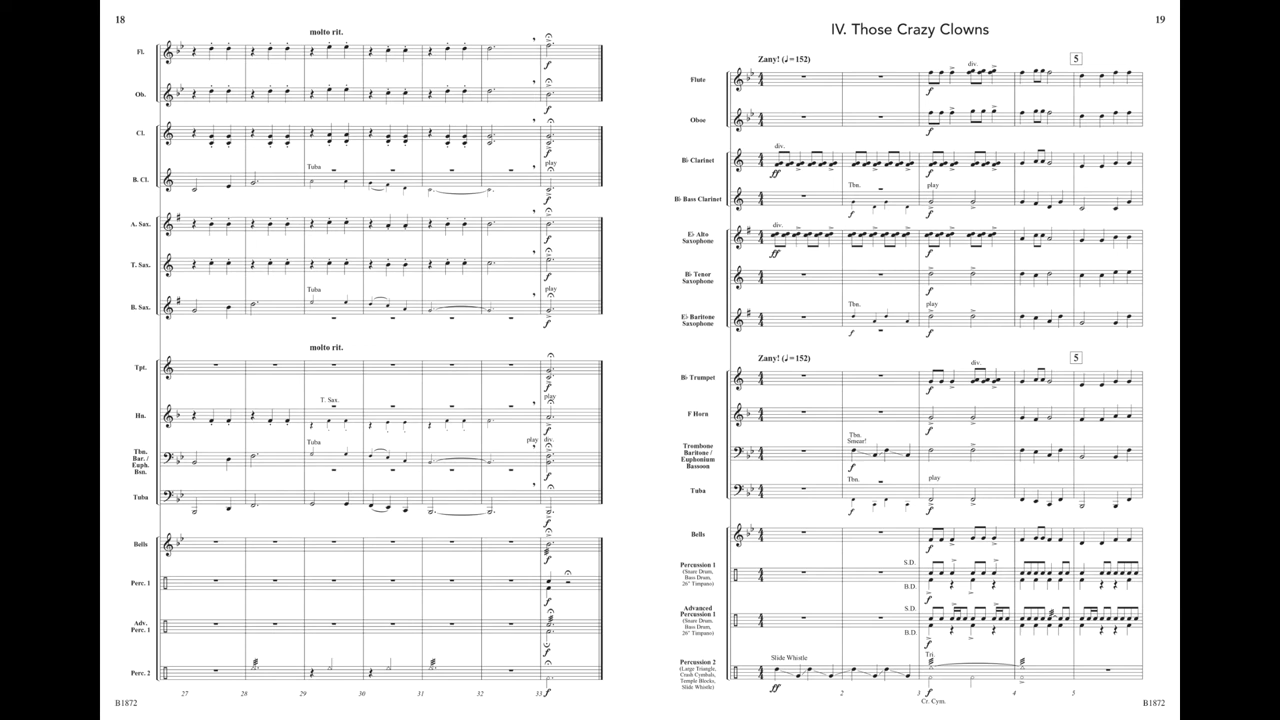 18
molto rit.
Fl.
Ob.
Cl.
Tuba
play
B. Cl.
A. Sax.
T. Sax.
Tuba
play
B. Sax.
molto rit.
Tpt.
play
T. Sax.
Hn.
play div.
Tuba
Tbn.
Bar. /
Euph.
Bsn.
Tuba
Bells
Perc. 1
Adv.
Perc. 1
Perc. 2
27 28 29 30 31 32 33
B1872
19
IV. Those Crazy Clowns
Zany! (♩=152)
5
div.
Flute
f
Oboe
f
div.
B♭ Clarinet
ff
Tbn.
play
B♭ Bass Clarinet
f
f
div.
E♭ Alto
Saxophone
ff
B♭ Tenor
Saxophone
Tbn.
play
E♭ Baritone
Saxophone
f
f
Zany! (♩=152)
5
div.
B♭ Trumpet
f
F Horn
f
Tbn.
Smear!
Trombone
Baritone /
Euphonium
Bassoon
f
f
Tbn.
play
Tuba
f
f
Bells
f
S.D.
Percussion 1
(Snare Drum,
Bass Drum,
26" Timpano)
B.D.
f
S.D.
Advanced
Percussion 1
(Snare Drum,
Bass Drum,
26" Timpano)
B.D.
f
Slide Whistle
Tri.
Percussion 2
(Large Triangle,
Crash Cymbals,
Temple Blocks,
Slide Whistle)
ff
f
2 3 4 5
Cr. Cym.
B1872